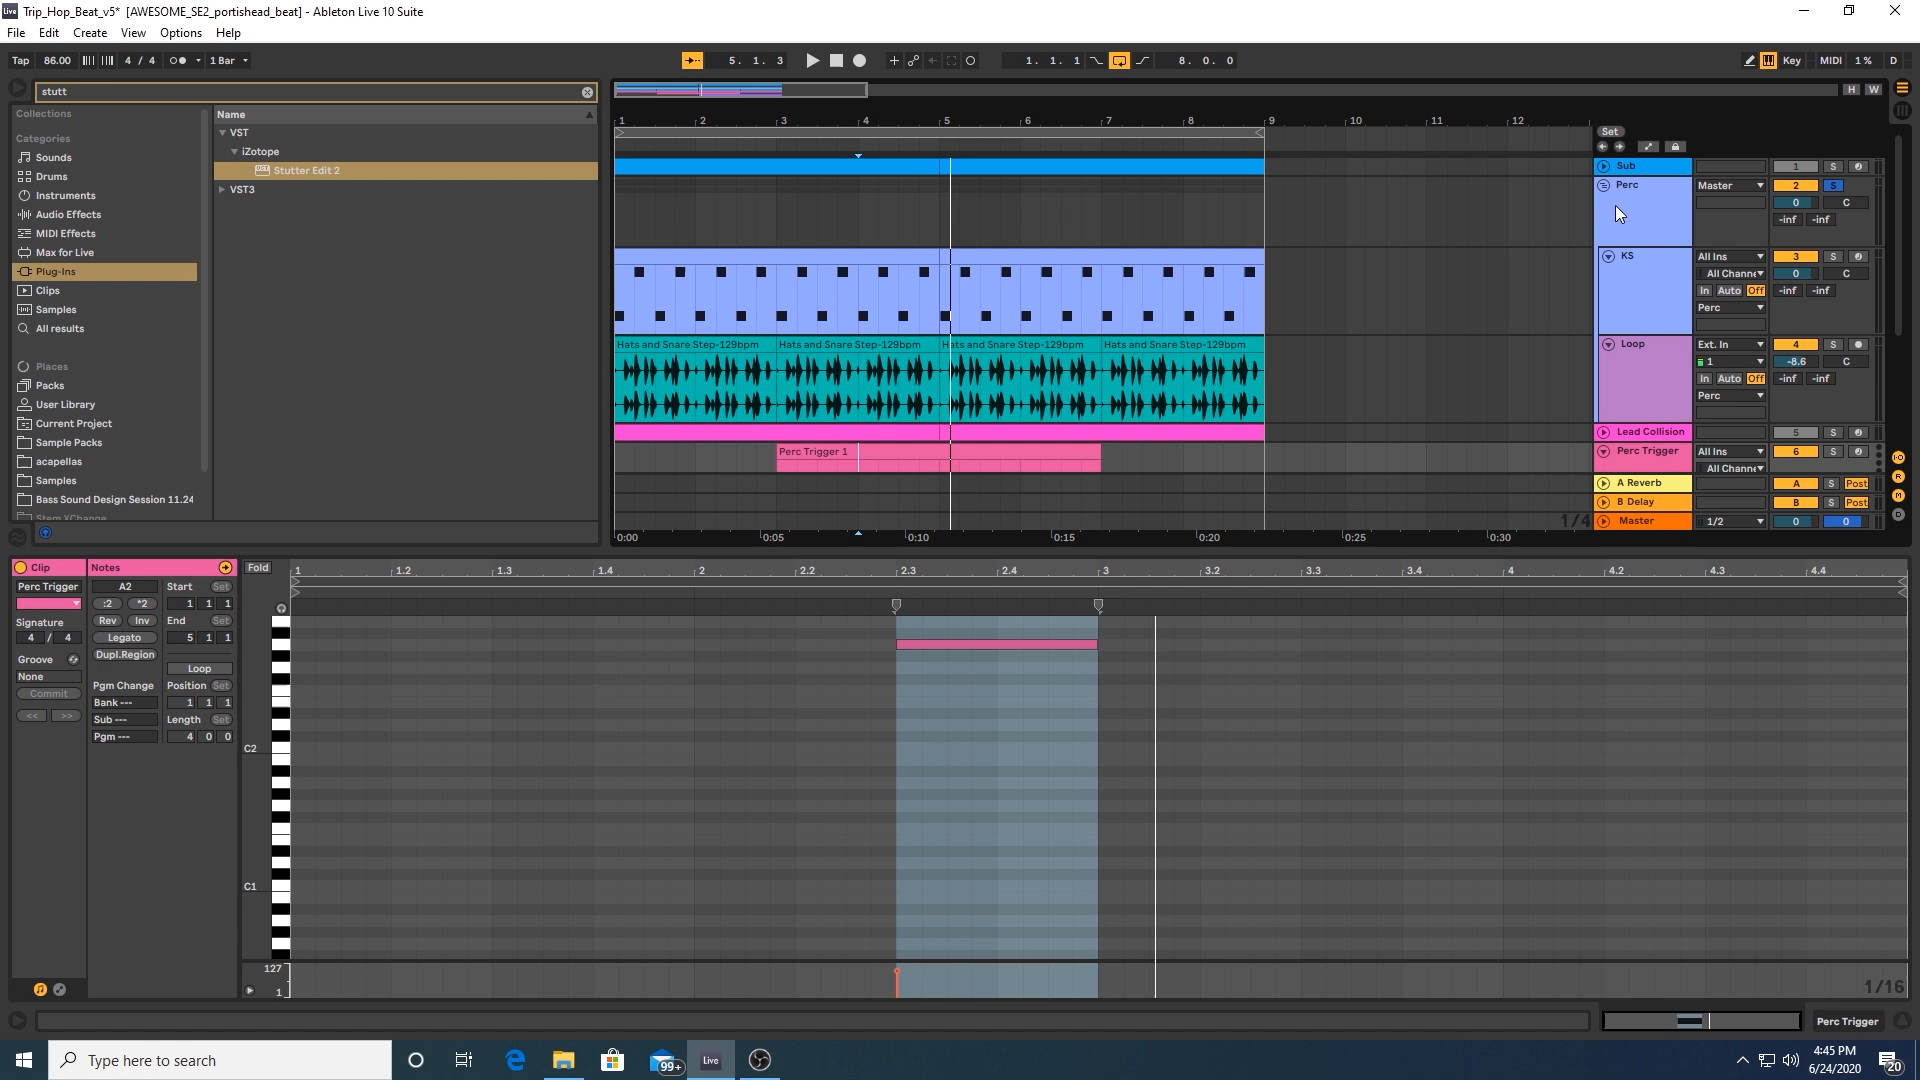 Trip_Hop_Beat_v5* [AWESOME_SE2_portishead_beat] - Ableton Live 10 Suite
File Edit Create View Options Help
Tap 86.00 4 / 4 1 Bar
5. 1. 3
1. 1. 1
8. 0. 0
Key MIDI 1 % D
stutt
H W
Collections
Categories
Sounds
Drums
Instruments
Audio Effects
MIDI Effects
Max for Live
Plug-Ins
Clips
Samples
All results
Places
Packs
User Library
Current Project
Sample Packs
acapellas
Samples
Bass Sound Design Session 11.24
Stem XChange
Name
VST
iZotope
Stutter Edit 2
VST3
1 2 3 4 5 6 7 8 9 10 11 12
Set
Sub 1 S
Perc Master 2 S
0 C
-inf -inf
KS All Ins 3 S
All Channe 0 C
In Auto Off -inf -inf
Perc
Hats and Snare Step-129bpm Hats and Snare Step-129bpm Hats and Snare Step-129bpm Hats and Snare Step-129bpm
Loop Ext. In 4 S
1 -8.6 C
In Auto Off -inf -inf
Perc
Lead Collision 5 S
Perc Trigger 1
Perc Trigger All Ins 6 S
All Channe
A Reverb A S Post
B Delay B S Post
1/4 Master 1/2 0 0
0:00 0:05 0:10 0:15 0:20 0:25 0:30
Clip
Perc Trigger
Signature
4 / 4
Groove
None
Commit
<< >>
Notes
A2
:2 *2
Rev Inv
Legato
Dupl.Region
Pgm Change
Bank ---
Sub ---
Pgm ---
Start Set
1 1 1
End Set
5 1 1
Loop
Position Set
1 1 1
Length Set
4 0 0
Fold
1 1.2 1.3 1.4 2 2.2 2.3 2.4 3 3.2 3.3 3.4 4 4.2 4.3 4.4
C2
C1
127
1
1/16
Perc Trigger
Type here to search
99+
Live
4:45 PM
6/24/2020
20